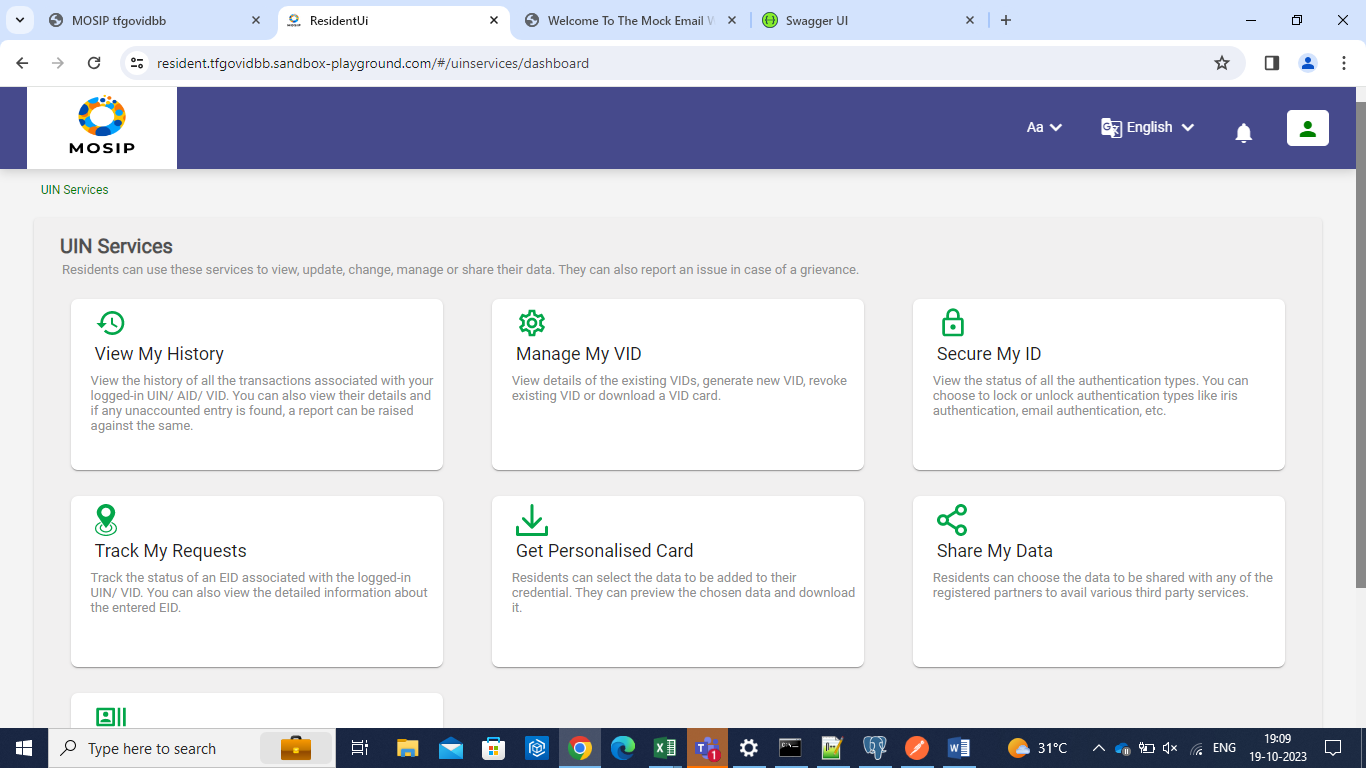 MOSIP tfgovidbb
ResidentUi
Welcome To The Mock Email
Swagger UI
resident.tfgovidbb.sandbox-playground.com/#/uinservices/dashboard
MOSIP
Aa
English
UIN Services
UIN Services
Residents can use these services to view, update, change, manage or share their data. They can also report an issue in case of a grievance.
View My History
View the history of all the transactions associated with your
logged-in UIN/ AID/ VID. You can also view their details and
if any unaccounted entry is found, a report can be raised
against the same.
Manage My VID
View details of the existing VIDs, generate new VID, revoke
existing VID or download a VID card.
Secure My ID
View the status of all the authentication types. You can
choose to lock or unlock authentication types like iris
authentication, email authentication, etc.
Track My Requests
Track the status of an EID associated with the logged-in
UIN/ VID. You can also view the detailed information about
the entered EID.
Get Personalised Card
Residents can select the data to be added to their
credential. They can preview the chosen data and download
it.
Share My Data
Residents can choose the data to be shared with any of the
registered partners to avail various third party services.
Type here to search
1
31°C
ENG
19:09
19-10-2023